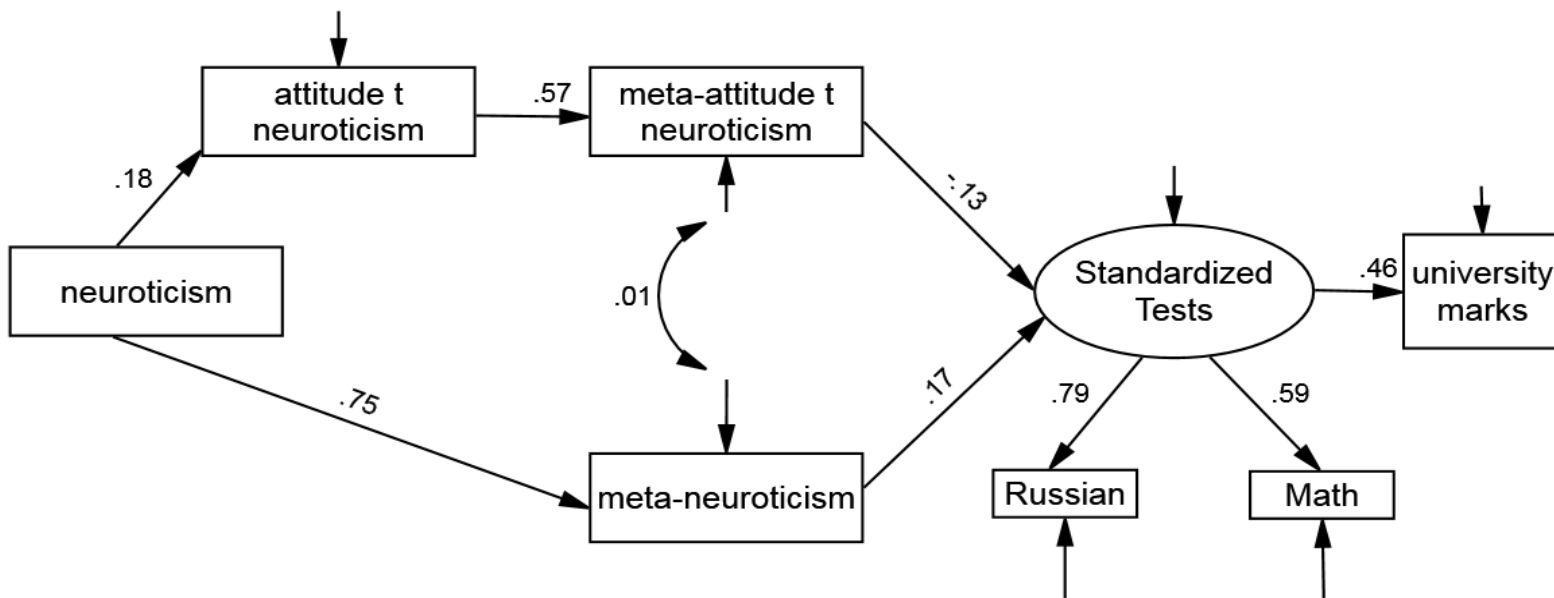 attitude t
neuroticism
.57
meta-attitude t
neuroticism
.18
-.13
neuroticism
.01
Standardized
Tests
.46
university
marks
.75
.17
.79
.59
meta-neuroticism
Russian
Math